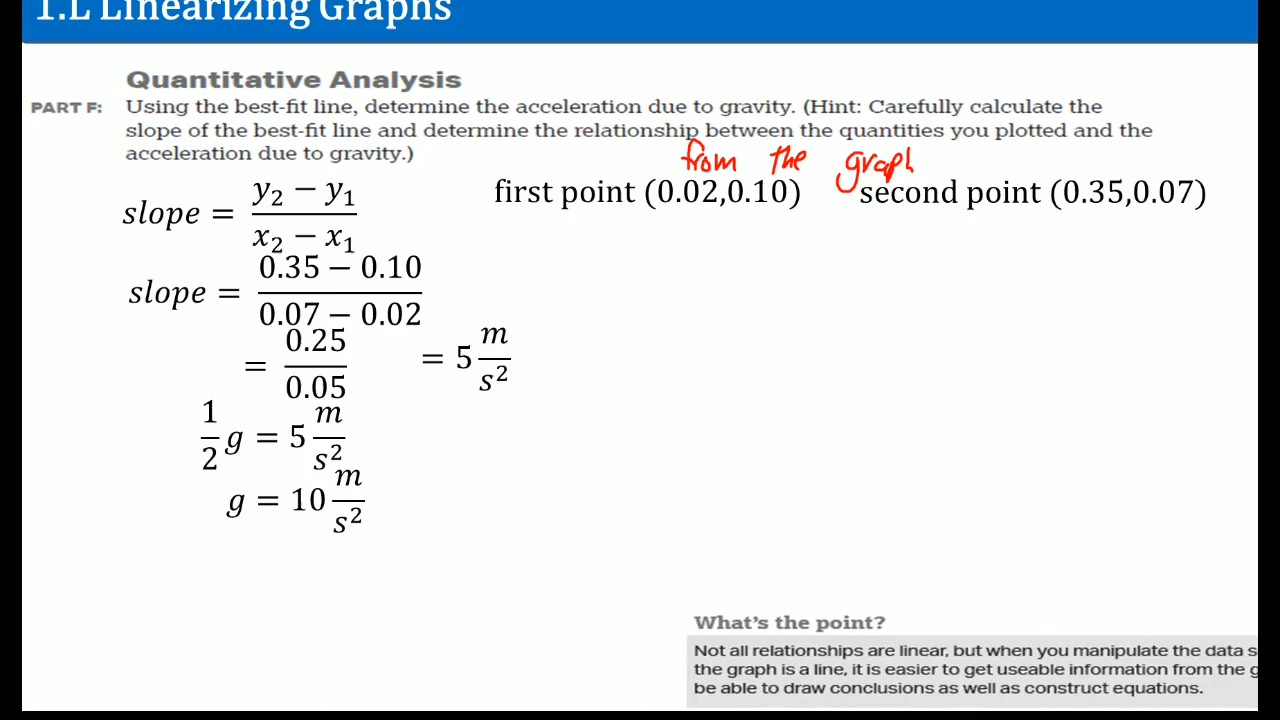 1.L Linearizing Graphs
Quantitative Analysis
PART F: Using the best-fit line, determine the acceleration due to gravity. (Hint: Carefully calculate the
slope of the best-fit line and determine the relationship between the quantities you plotted and the
acceleration due to gravity.)
from the graph
slope = (y₂ − y₁)/(x₂ − x₁)
first point (0.02,0.10) second point (0.35,0.07)
slope = (0.35 − 0.10)/(0.07 − 0.02)
= 0.25/0.05 = 5 m/s²
1/2 g = 5 m/s²
g = 10 m/s²
What's the point?
Not all relationships are linear, but when you manipulate the data s
the graph is a line, it is easier to get useable information from the g
be able to draw conclusions as well as construct equations.